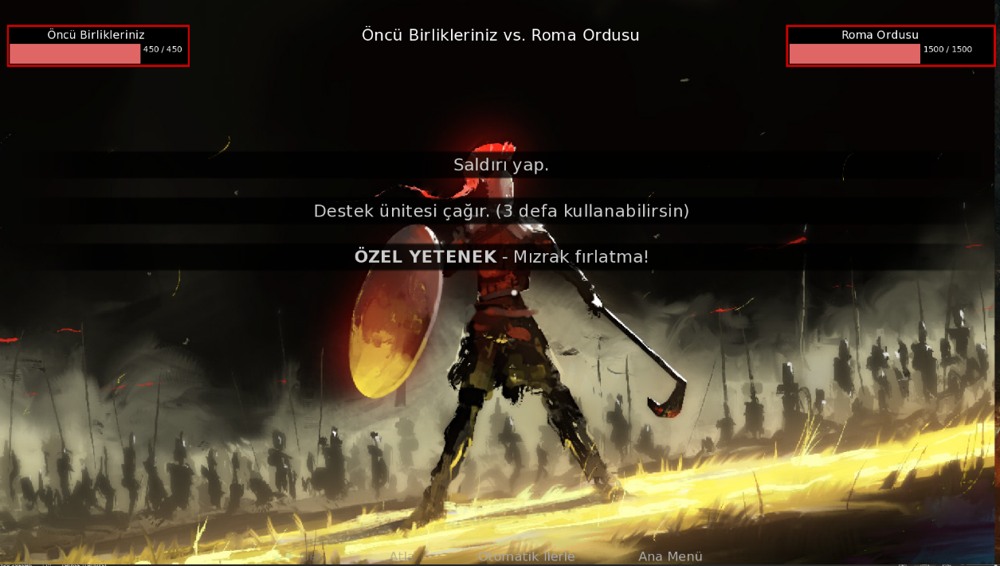 Öncü Birlikleriniz
450 / 450
Öncü Birlikleriniz vs. Roma Ordusu
Roma Ordusu
1500 / 1500
Saldırı yap.
Destek ünitesi çağır. (3 defa kullanabilirsin)
ÖZEL YETENEK - Mızrak fırlatma!
Otomatik İlerle
Ana Menü